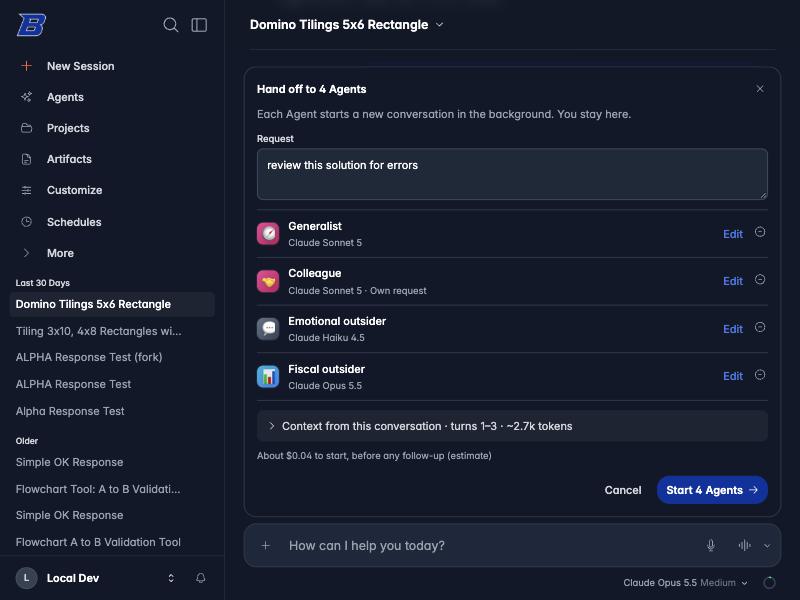 B
Domino Tilings 5x6 Rectangle
New Session
Agents
Projects
Artifacts
Customize
Schedules
More
Last 30 Days
Domino Tilings 5x6 Rectangle
Tiling 3x10, 4x8 Rectangles wi...
ALPHA Response Test (fork)
ALPHA Response Test
Alpha Response Test
Older
Simple OK Response
Flowchart Tool: A to B Validati...
Simple OK Response
Flowchart A to B Validation Tool
L Local Dev
Hand off to 4 Agents
Each Agent starts a new conversation in the background. You stay here.
Request
review this solution for errors
Generalist
Claude Sonnet 5
Edit
Colleague
Claude Sonnet 5 · Own request
Edit
Emotional outsider
Claude Haiku 4.5
Edit
Fiscal outsider
Claude Opus 5.5
Edit
Context from this conversation · turns 1–3 · ~2.7k tokens
About $0.04 to start, before any follow-up (estimate)
Cancel
Start 4 Agents →
How can I help you today?
Claude Opus 5.5 Medium